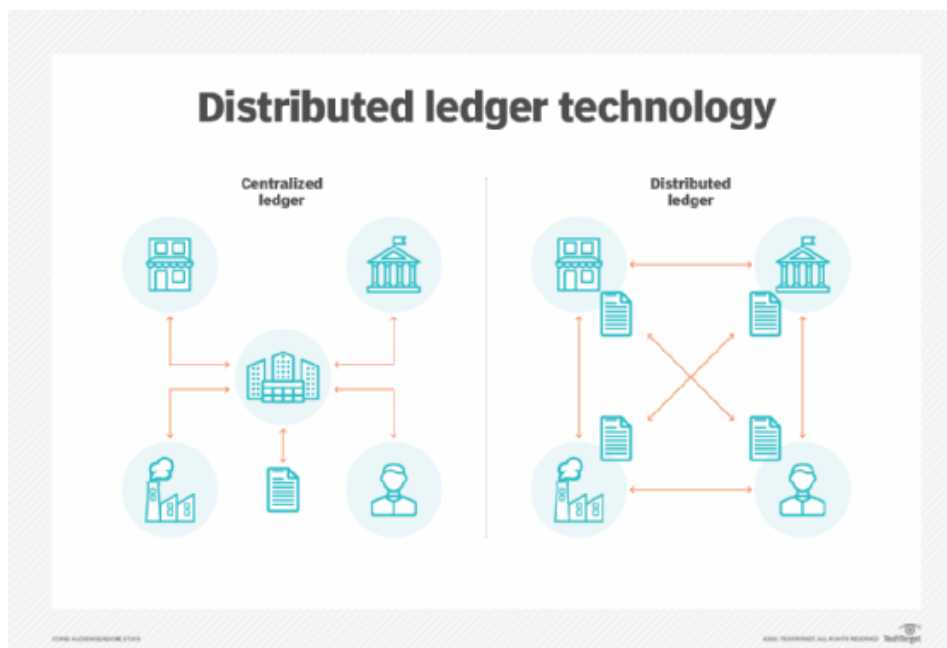 Distributed ledger technology
Centralized
ledger
Distributed
ledger
TechTarget